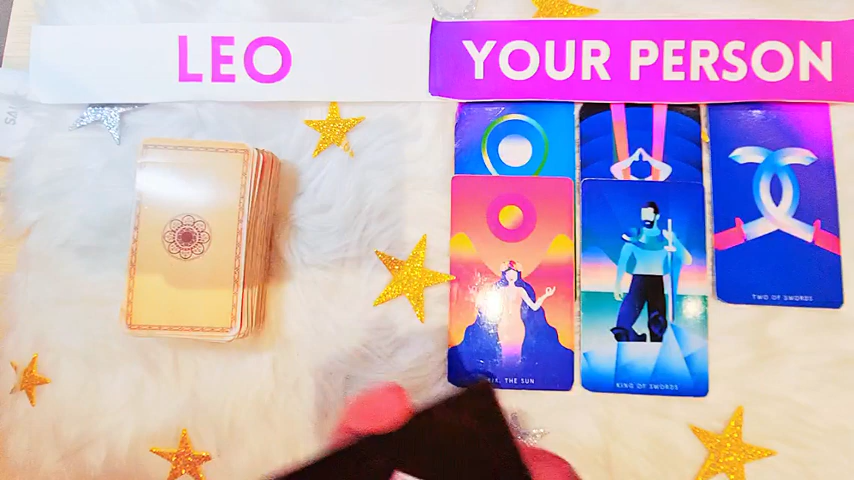 LEO
YOUR PERSON
TWO OF SWORDS
THE SUN
KING OF SWORDS